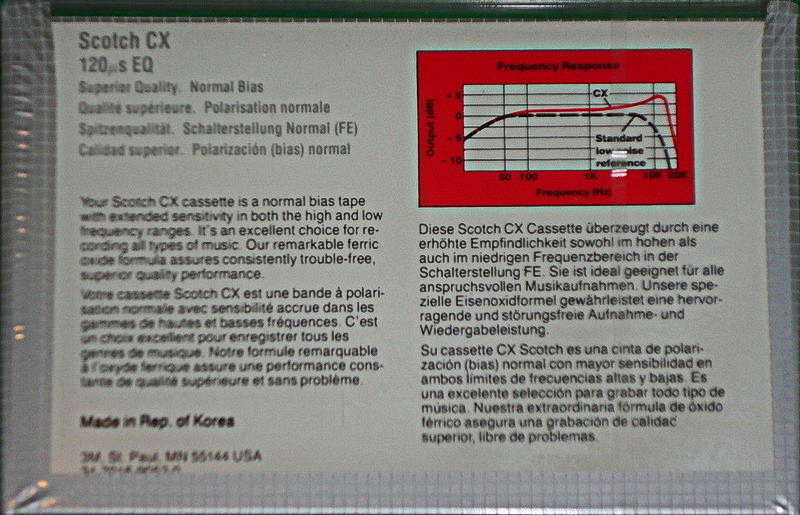 Scotch CX
120µs EQ
Superior Quality. Normal Bias
Qualité supérieure. Polarisation normale
Spitzenqualität. Schalterstellung Normal (FE)
Calidad superior. Polarización (bias) normal
Your Scotch CX cassette is a normal bias tape
with extended sensitivity in both the high and low
frequency ranges. It's an excellent choice for re-
cording all types of music. Our remarkable ferric
oxide formula assures consistently trouble-free,
superior quality performance.
Votre cassette Scotch CX est une bande à polari-
sation normale avec sensibilité accrue dans les
gammes de hautes et basses fréquences. C'est
un choix excellent pour enregistrer tous les
genres de musique. Notre formule remarquable
à l'oxyde ferrique assure une performance cons-
tante de qualité supérieure et sans problème.
Made in Rep. of Korea
3M, St. Paul, MN 55144 USA
Frequency Response
Output (dB)
+5
0
-5
-10
CX
Standard
low noise
reference
50 100 1K 10K 20K
Frequency (Hz)
Diese Scotch CX Cassette überzeugt durch eine
erhöhte Empfindlichkeit sowohl im hohen als
auch im niedrigen Frequenzbereich in der
Schalterstellung FE. Sie ist ideal geeignet für alle
anspruchsvollen Musikaufnahmen. Unsere spe-
zielle Eisenoxidformel gewährleistet eine hervor-
ragende und störungsfreie Aufnahme- und
Wiedergabeleistung.
Su cassette CX Scotch es una cinta de polari-
zación (bias) normal con mayor sensibilidad en
ambos límites de frecuencias altas y bajas. Es
una excelente selección para grabar todo tipo de
música. Nuestra extraordinaria fórmula de óxido
férrico asegura una grabación de calidad
superior, libre de problemas.